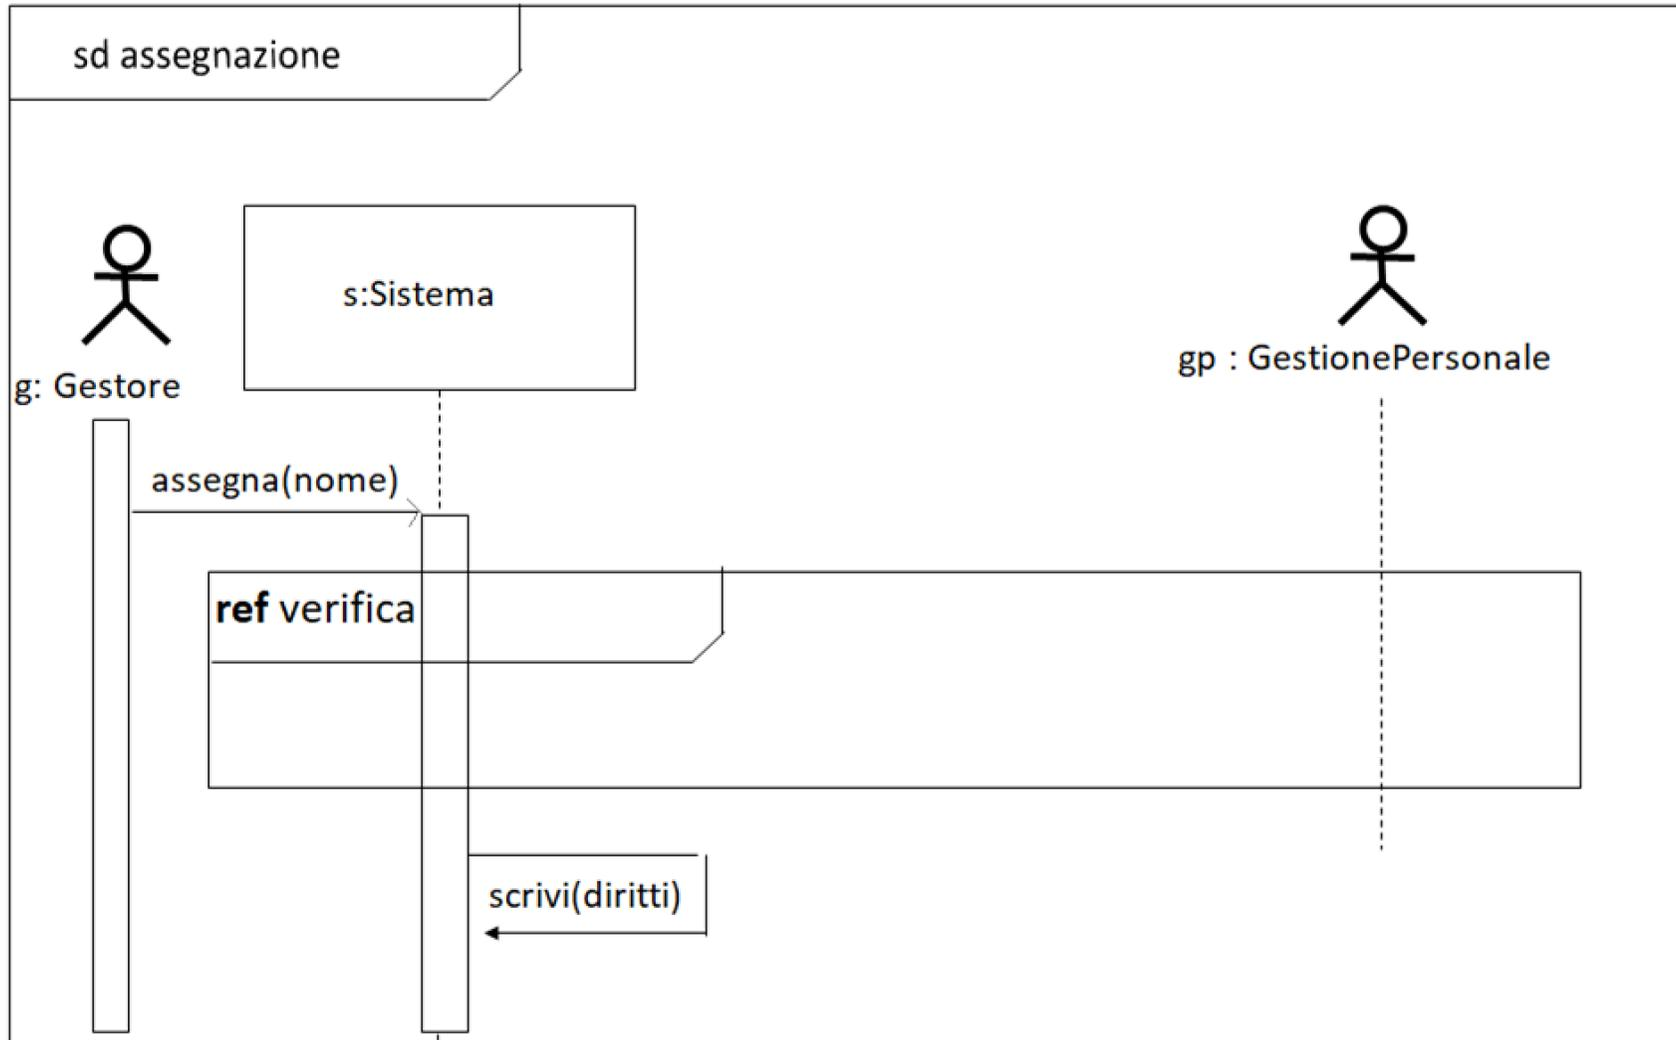 sd assegnazione
s:Sistema
gp : GestionePersonale
g: Gestore
assegna(nome)
ref verifica
scrivi(diritti)